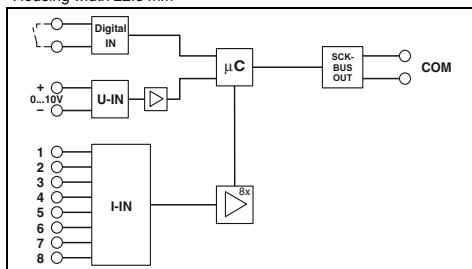 Housing width 22.5 mm
Digital
IN
µC
SCK-
BUS
OUT
COM
+
0...10V
−
U-IN
1
2
3
4
5
6
7
8
I-IN
8x